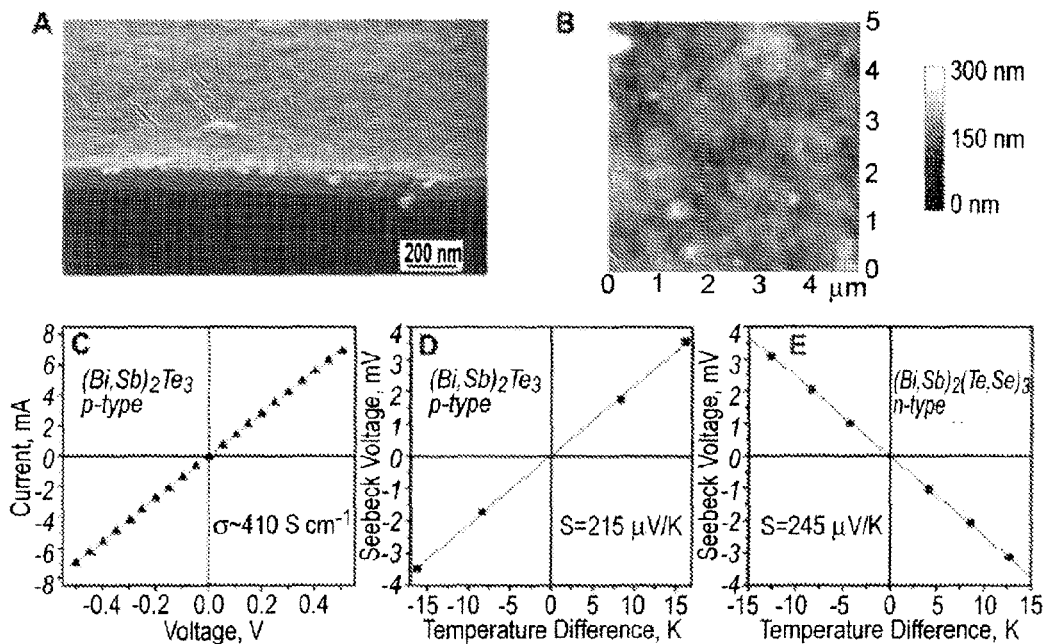 A
200 nm
B
5
4
3
2
1
0
0 1 2 3 4 μm
300 nm
150 nm
0 nm
C
(Bi,Sb)2Te3
p-type
σ~410 S cm⁻¹
Current, mA
8
6
4
2
0
-2
-4
-6
-8
-0.4 -0.2 0.0 0.2 0.4
Voltage, V
D
(Bi,Sb)2Te3
p-type
S=215 μV/K
Seebeck Voltage, mV
4
3
2
1
0
-1
-2
-3
-4
-15 -10 -5 0 5 10 15
Temperature Difference, K
E
(Bi,Sb)2(Te,Se)3
n-type
S=245 μV/K
Seebeck Voltage, mV
4
3
2
1
0
-1
-2
-3
-4
-15 -10 -5 0 5 10 15
Temperature Difference, K